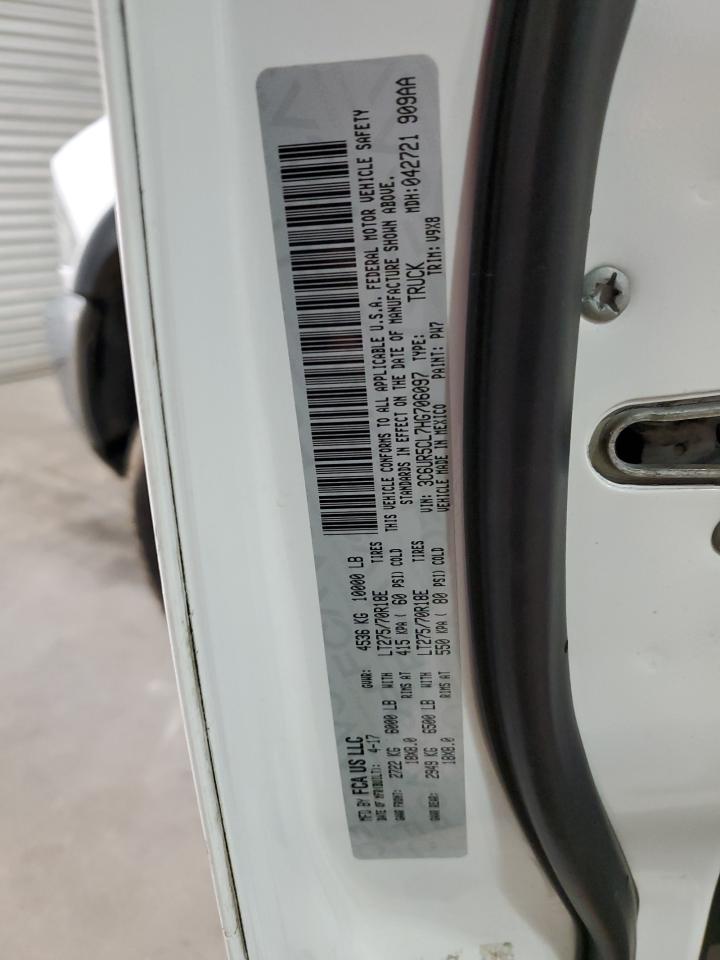 MFD BY FCA US LLC
DATE OF MFR(BUILT): 4-17 GVWR: 4536 KG 10000 LB
GAWR FRONT: 2722 KG 6000 LB WITH LT275/70R18E TIRES
18X8.0 RIMS AT 415 KPA ( 60 PSI) COLD
GAWR REAR: 2949 KG 6500 LB WITH LT275/70R18E TIRES
18X8.0 RIMS AT 550 KPA ( 80 PSI) COLD
THIS VEHICLE CONFORMS TO ALL APPLICABLE U.S.A. FEDERAL MOTOR VEHICLE SAFETY
STANDARDS IN EFFECT ON THE DATE OF MANUFACTURE SHOWN ABOVE.
VIN: 3C6UR5CL7HG706097 TYPE: TRUCK MDH:042721 909AA
VEHICLE MADE IN MEXICO PAINT: PW7 TRIM: V9X8